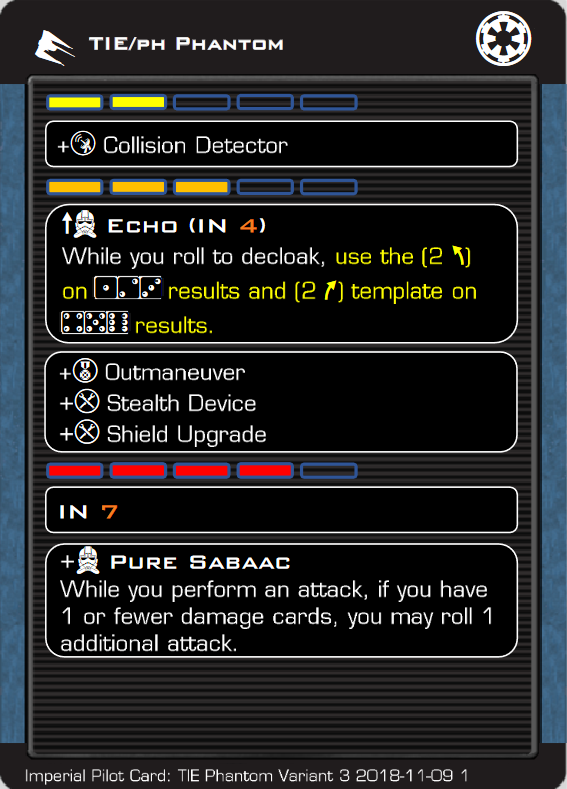 TIE/PH PHANTOM
+ Collision Detector
ECHO (IN 4)
While you roll to decloak, use the (2 ↰)
on ⚀⚁⚂ results and (2 ↱) template on
⚃⚄⚅ results.
+ Outmaneuver
+ Stealth Device
+ Shield Upgrade
IN 7
+ PURE SABAAC
While you perform an attack, if you have
1 or fewer damage cards, you may roll 1
additional attack.
Imperial Pilot Card: TIE Phantom Variant 3 2018-11-09 1